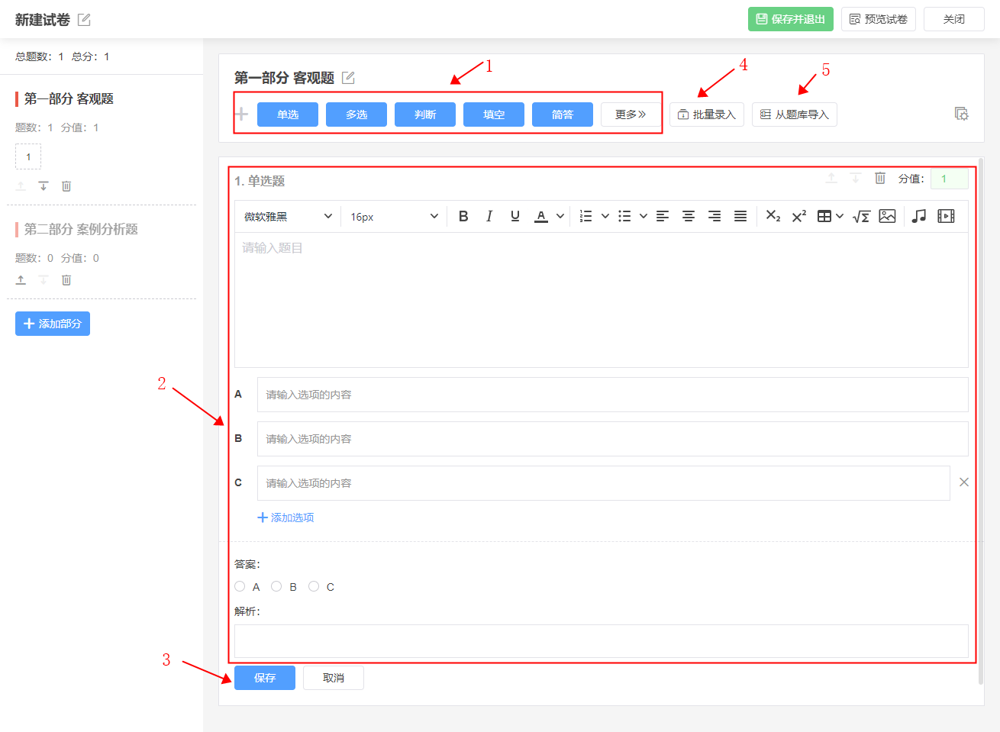 新建试卷
保存并退出 预览试卷 关闭
总题数：1 总分：1
第一部分 客观题
题数：1 分值：1
1
第二部分 案例分析题
题数：0 分值：0
添加部分
第一部分 客观题
1
4
5
单选 多选 判断 填空 简答 更多 批量录入 从题库导入
1. 单选题
分值： 1
微软雅黑 16px B I U A X₂ X² √Σ
请输入题目
2
A 请输入选项的内容
B 请输入选项的内容
C 请输入选项的内容
添加选项
答案：
A B C
解析：
3
保存 取消